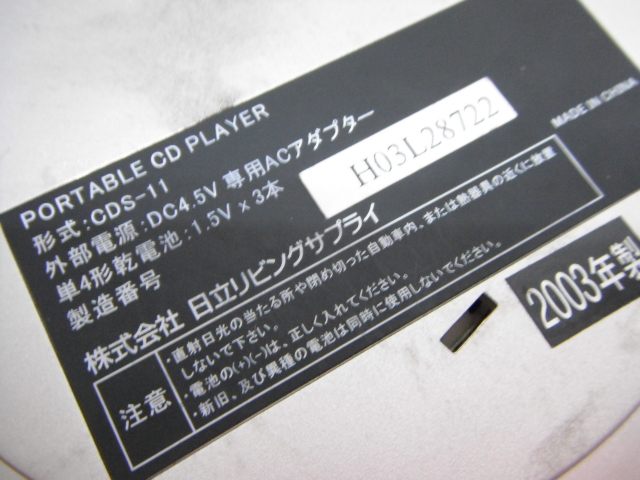 PORTABLE CD PLAYER
形式:CDS-11
外部電源:DC4.5V 専用ACアダプター
単4形乾電池:1.5V x 3本
製造番号
H03L28722
MADE IN CHINA
株式会社 日立リビングサプライ
注意
・直射日光の当たる所や閉め切った自動車内、または熱器具の近くに放置
しないで下さい。
・電池の(+)(-)は、正しく入れてください。
・新旧、及び異種の電池は同時に使用しないでください。
2003年製